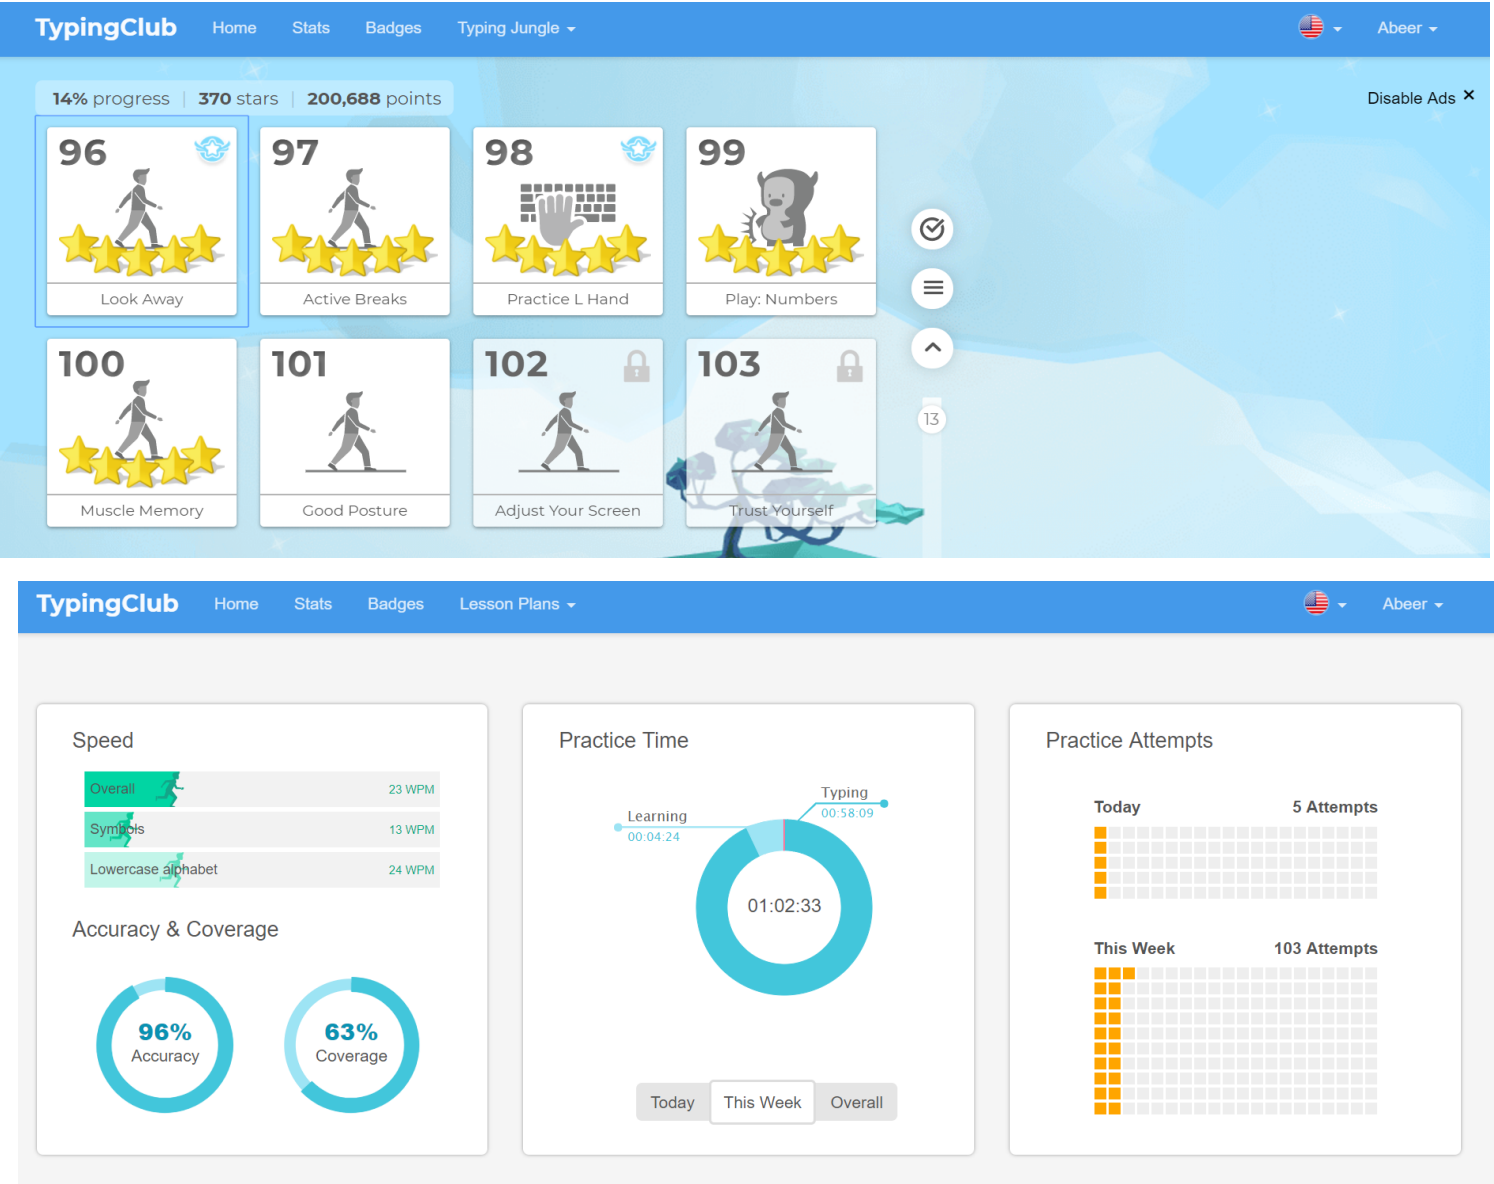 TypingClub Home Stats Badges Typing Jungle Abeer
14% progress | 370 stars | 200,688 points
Disable Ads ×
96 97 98 99
Look Away Active Breaks Practice L Hand Play: Numbers
100 101 102 103
13
Muscle Memory Good Posture Adjust Your Screen Trust Yourself
TypingClub Home Stats Badges Lesson Plans Abeer
Speed
Overall 23 WPM
Symbols 13 WPM
Lowercase alphabet 24 WPM
Accuracy & Coverage
96% Accuracy
63% Coverage
Practice Time
Typing
00:58:09
Learning
00:04:24
01:02:33
Today This Week Overall
Practice Attempts
Today 5 Attempts
This Week 103 Attempts